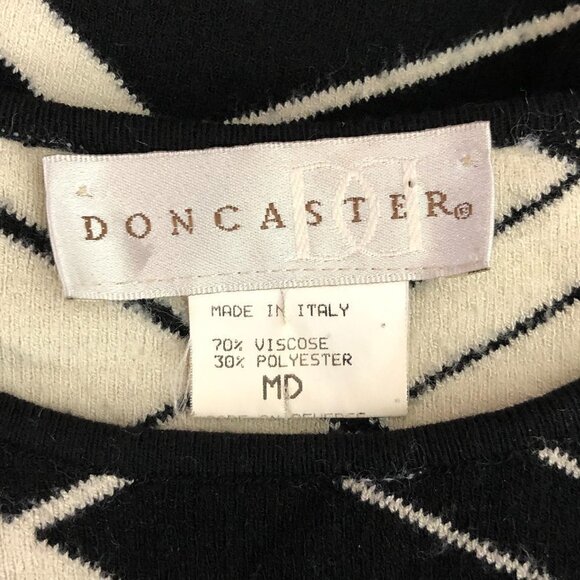 DONCASTER®
MADE IN ITALY
70% VISCOSE
30% POLYESTER
MD